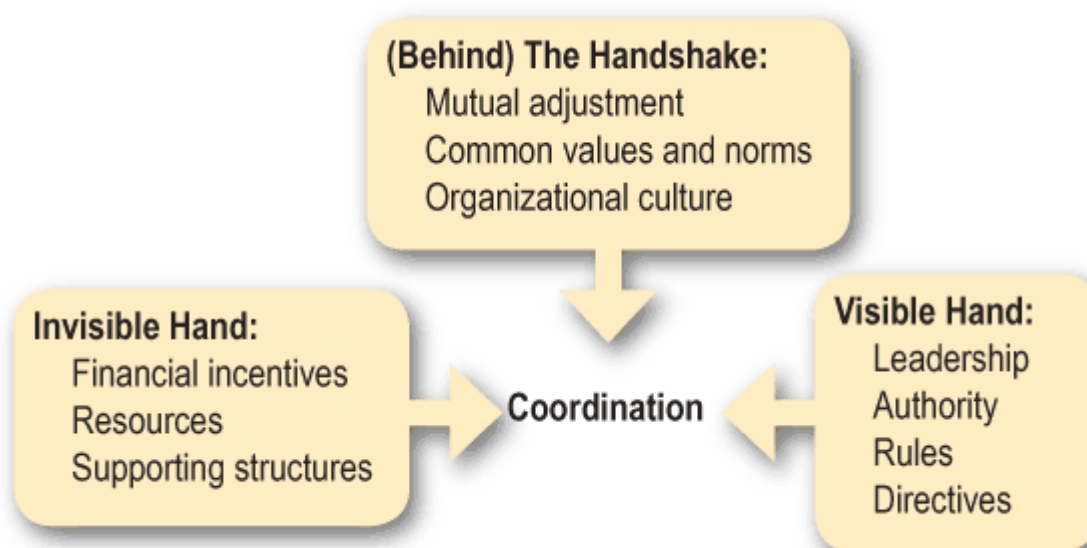 (Behind) The Handshake:
Mutual adjustment
Common values and norms
Organizational culture
Invisible Hand:
Financial incentives
Resources
Supporting structures
Coordination
Visible Hand:
Leadership
Authority
Rules
Directives